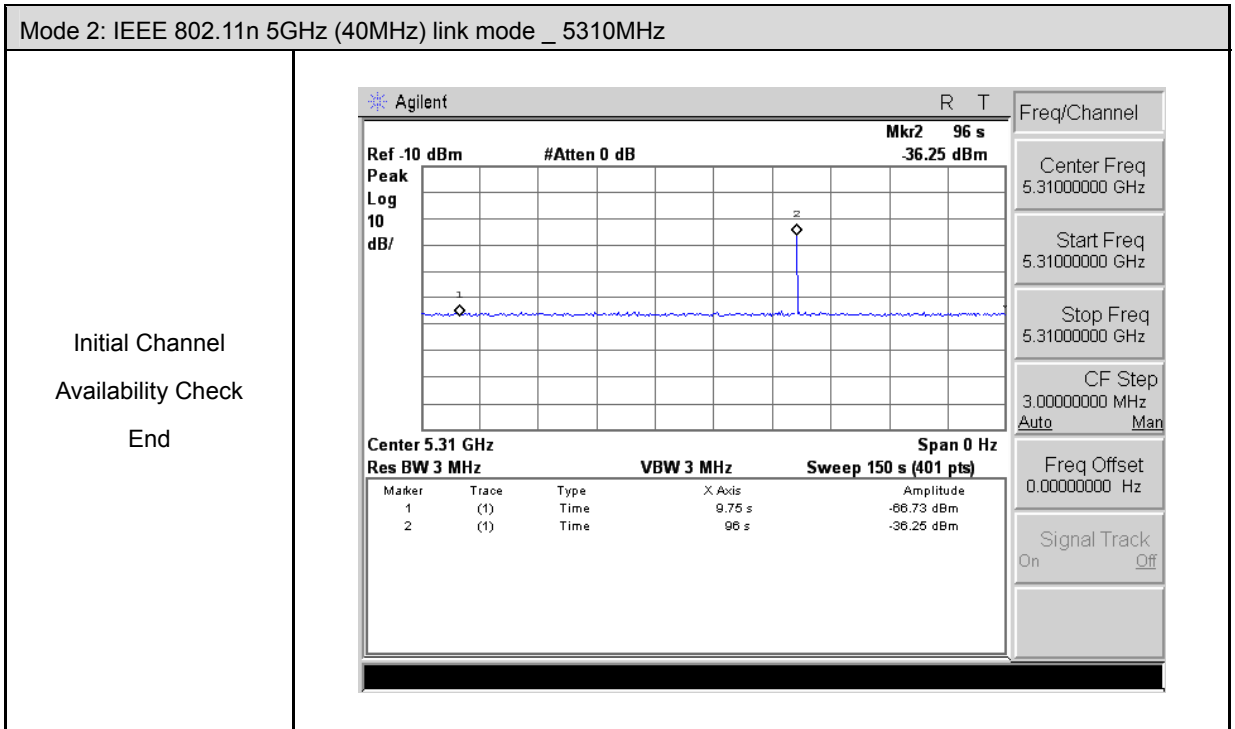 Mode 2: IEEE 802.11n 5GHz (40MHz) link mode _ 5310MHz
Initial Channel
Availability Check
End
Agilent R T
Mkr2 96 s
Ref -10 dBm #Atten 0 dB -36.25 dBm
Peak
Log
10
dB/
1
2
Center 5.31 GHz Span 0 Hz
Res BW 3 MHz VBW 3 MHz Sweep 150 s (401 pts)
Marker Trace Type X Axis Amplitude
1 (1) Time 9.75 s -66.73 dBm
2 (1) Time 96 s -36.25 dBm
Freq/Channel
Center Freq
5.31000000 GHz
Start Freq
5.31000000 GHz
Stop Freq
5.31000000 GHz
CF Step
3.00000000 MHz
Auto Man
Freq Offset
0.00000000 Hz
Signal Track
On Off